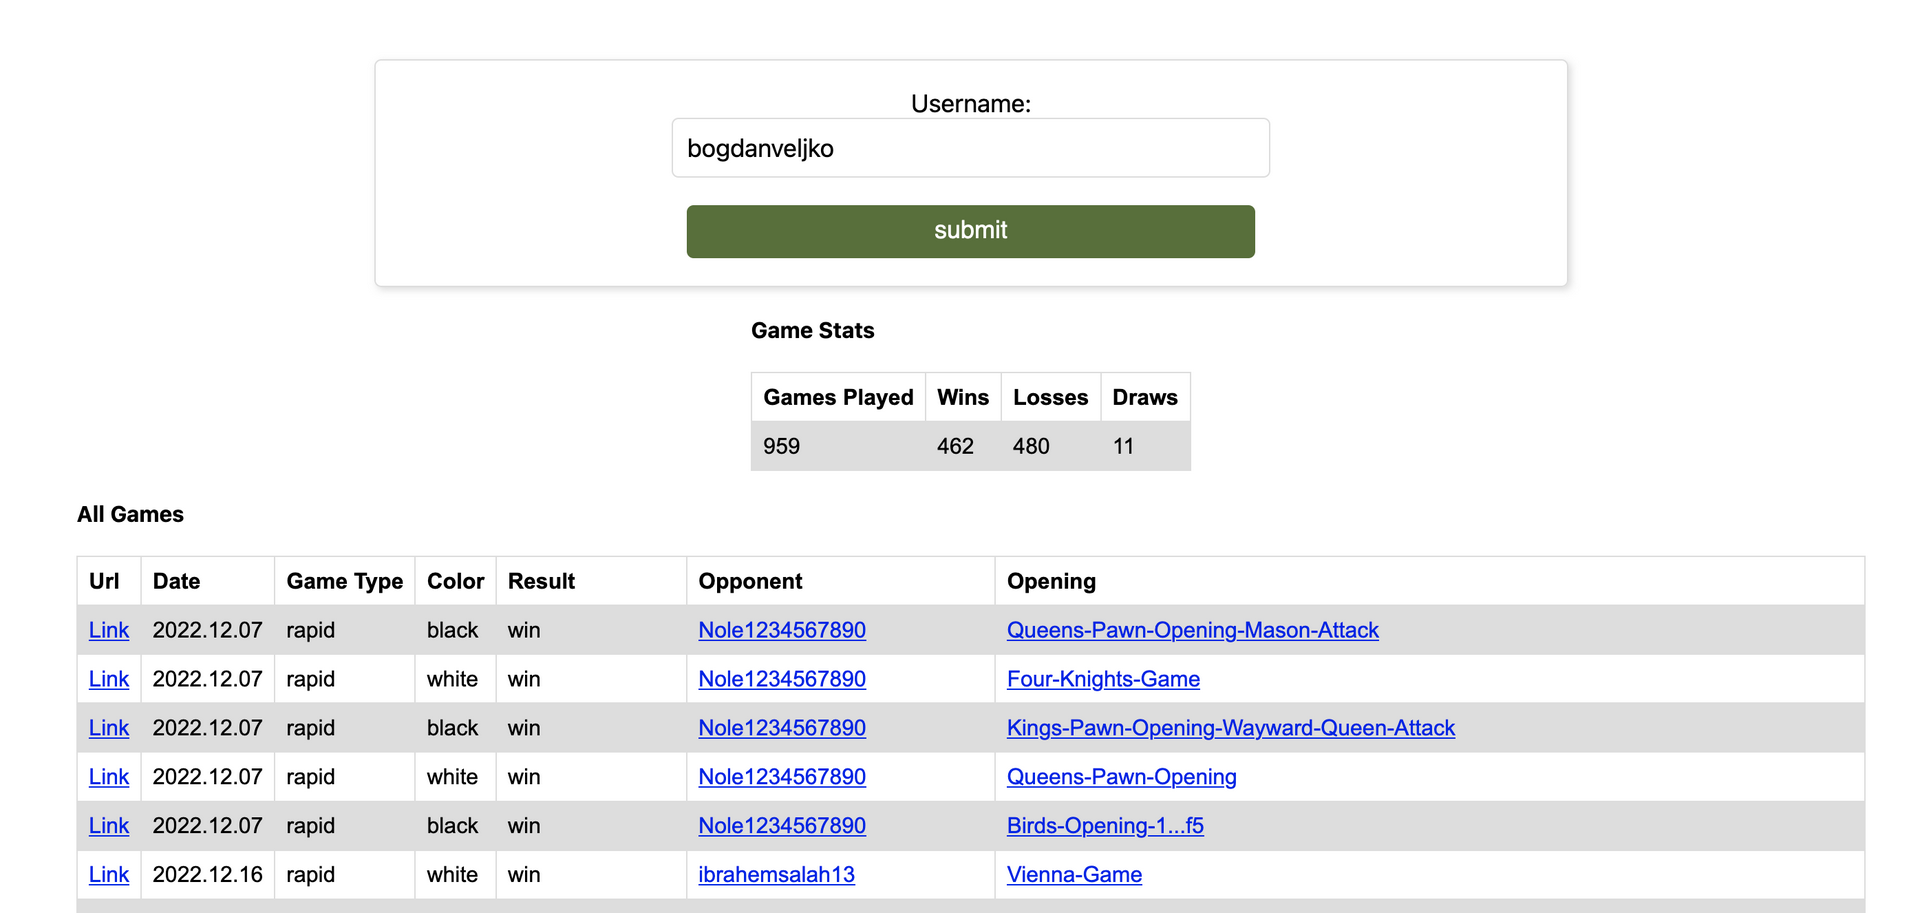 Username:
bogdanveljko
submit
Game Stats
Games Played Wins Losses Draws
959 462 480 11
All Games
Url Date Game Type Color Result Opponent Opening
Link 2022.12.07 rapid black win Nole1234567890 Queens-Pawn-Opening-Mason-Attack
Link 2022.12.07 rapid white win Nole1234567890 Four-Knights-Game
Link 2022.12.07 rapid black win Nole1234567890 Kings-Pawn-Opening-Wayward-Queen-Attack
Link 2022.12.07 rapid white win Nole1234567890 Queens-Pawn-Opening
Link 2022.12.07 rapid black win Nole1234567890 Birds-Opening-1...f5
Link 2022.12.16 rapid white win ibrahemsalah13 Vienna-Game